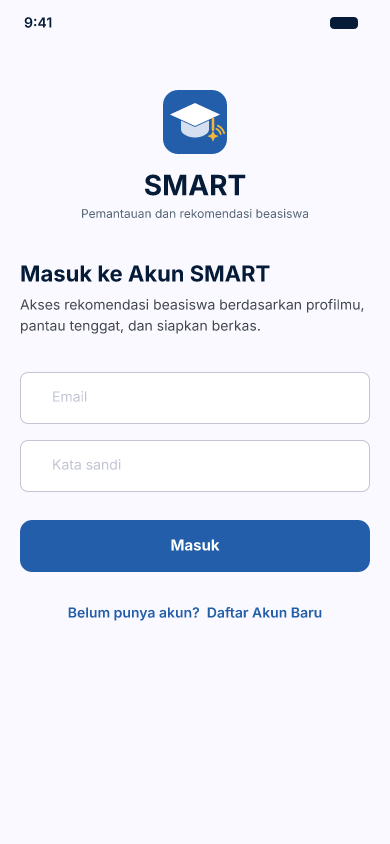 9:41
SMART
Pemantauan dan rekomendasi beasiswa
Masuk ke Akun SMART
Akses rekomendasi beasiswa berdasarkan profilmu,
pantau tenggat, dan siapkan berkas.
Email
Kata sandi
Masuk
Belum punya akun? Daftar Akun Baru